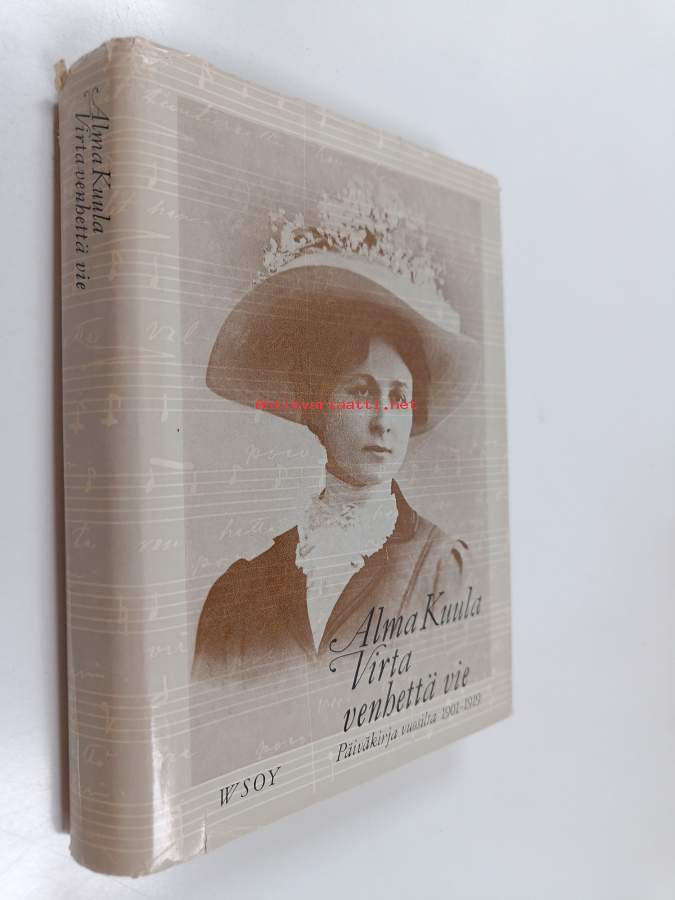 Alma Kuula
Virta venhettä vie
antikvariaatti.net
Alma Kuula
Virta
venhettä vie
Päiväkirja vuosilta 1901-1919
WSOY